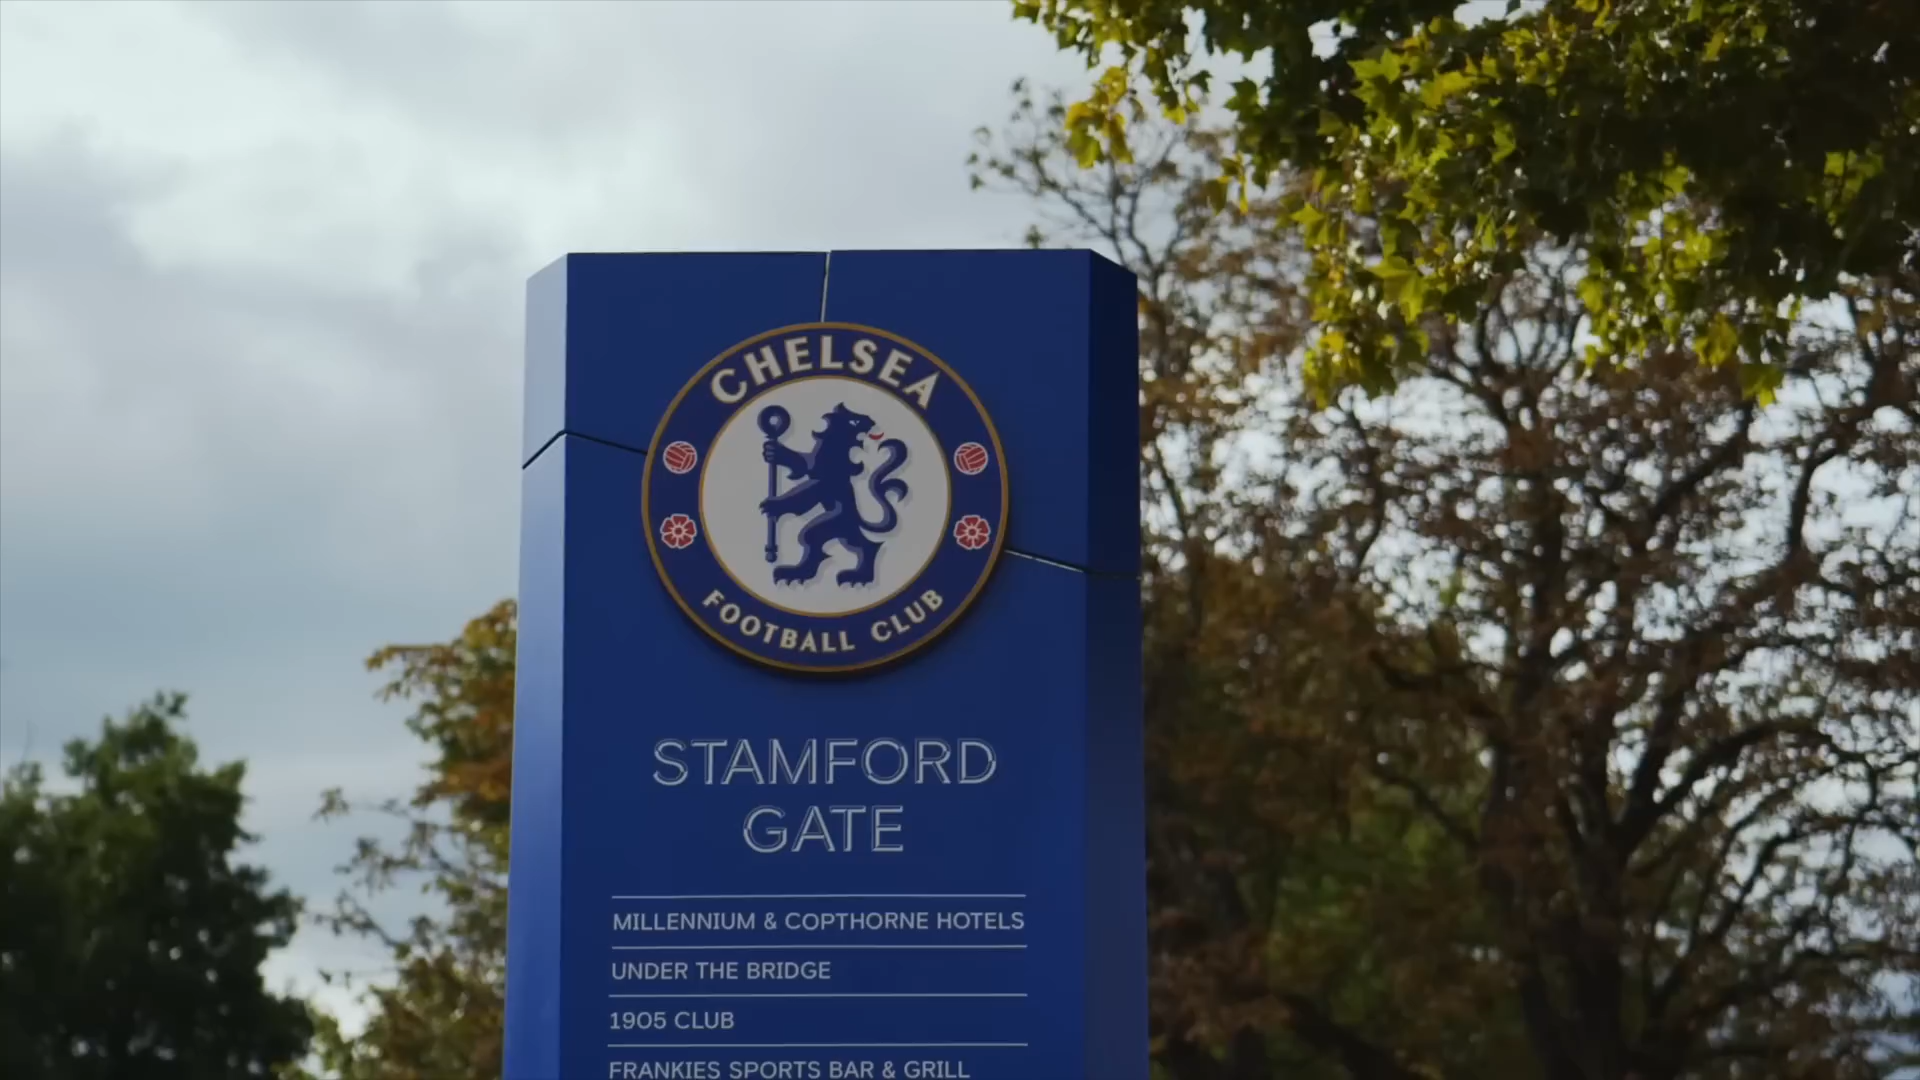 CHELSEA
FOOTBALL CLUB
STAMFORD
GATE
MILLENNIUM & COPTHORNE HOTELS
UNDER THE BRIDGE
1905 CLUB
FRANKIES SPORTS BAR & GRILL